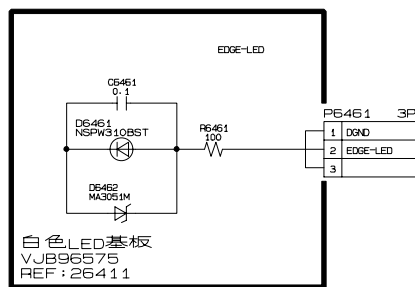 EDGE-LED
C6461
0.1
D6461
NSPW310BST
R6461
100
P6461 3P
1 DGND
2 EDGE-LED
3
D6462
MA3051M
白色LED基板
VJB96575
REF:26411